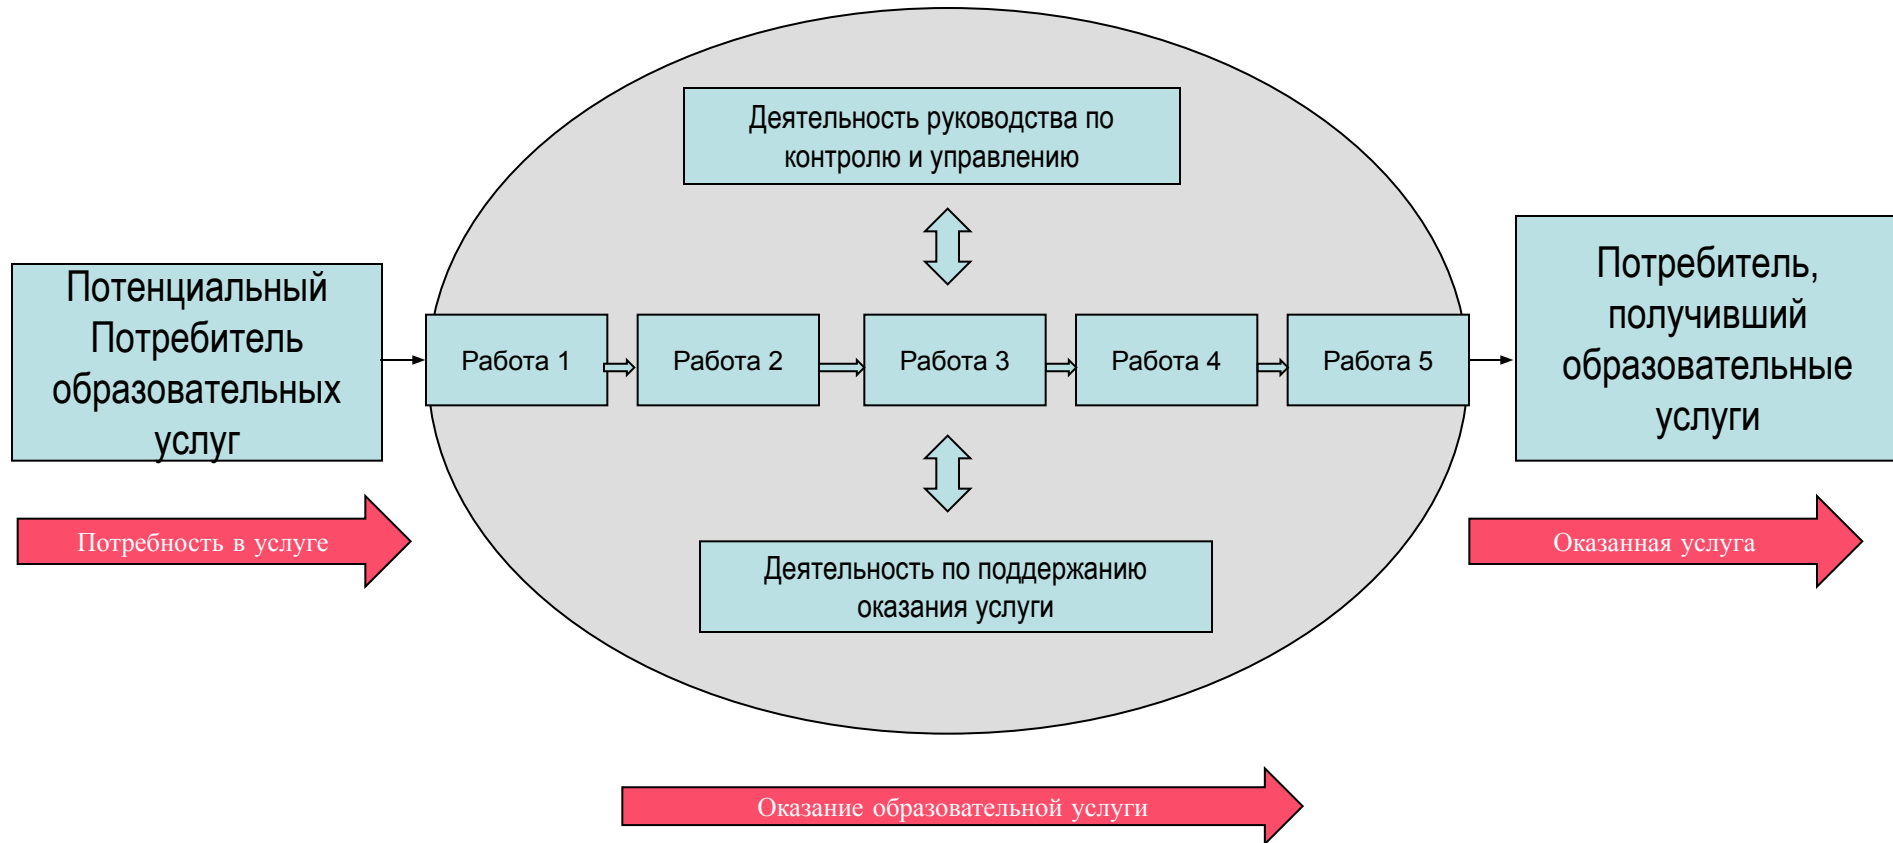 Деятельность руководства по
контролю и управлению
Потенциальный
Потребитель
образовательных
услуг
Работа 1
Работа 2
Работа 3
Работа 4
Работа 5
Потребитель,
получивший
образовательные
услуги
Потребность в услуге
Деятельность по поддержанию
оказания услуги
Оказанная услуга
Оказание образовательной услуги